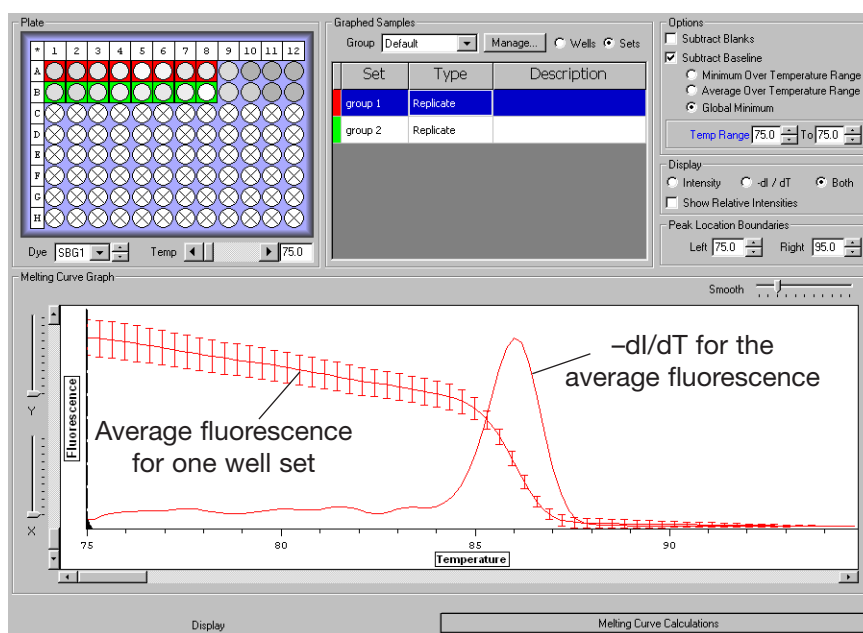 Plate
* 1 2 3 4 5 6 7 8 9 10 11 12
A
B
C
D
E
F
G
H
Dye SBG1 Temp 75.0
Graphed Samples
Group Default Manage... Wells Sets
Set Type Description
group 1 Replicate
group 2 Replicate
Options
Subtract Blanks
Subtract Baseline
Minimum Over Temperature Range
Average Over Temperature Range
Global Minimum
Temp Range 75.0 To 75.0
Display
Intensity -dI / dT Both
Show Relative Intensities
Peak Location Boundaries
Left 75.0 Right 95.0
Melting Curve Graph
Smooth
Y
X
Fluorescence
–dI/dT for the
average fluorescence
Average fluorescence
for one well set
75 80 85 90
Temperature
Display Melting Curve Calculations